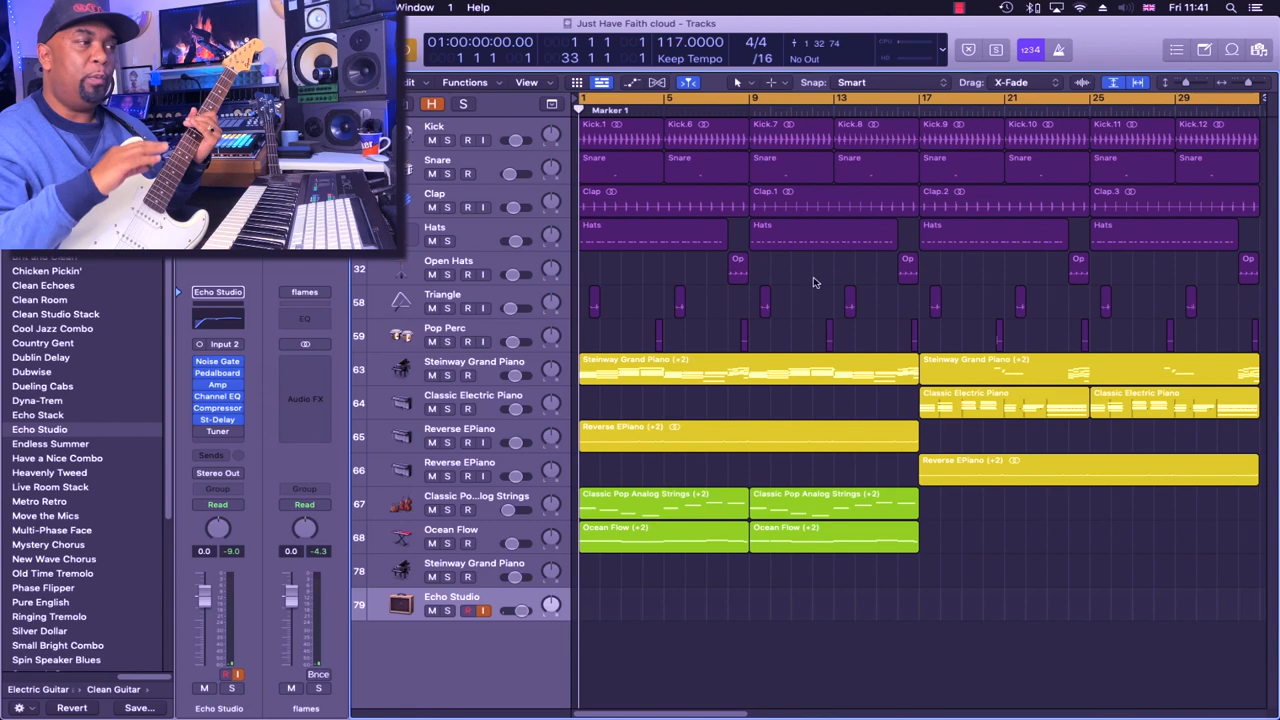 Window 1 Help
Fri 11:41
Just Have Faith cloud - Tracks
01:00:00:00.00
1 1 1 1
1 1 1 1
33 1 1 1
117.0000
Keep Tempo
4/4
/16
1 32 74
No Out
CPU
HD
1234
dit Functions View
Snap: Smart
Drag: X-Fade
H S
1 5 9 13 17 21 25 29
Marker 1
Kick
M S R I
Kick.1 Kick.6 Kick.7 Kick.8 Kick.9 Kick.10 Kick.11 Kick.12
Snare
M S R
Snare Snare Snare Snare Snare Snare Snare Snare
Clap
M S R I
Clap Clap.1 Clap.2 Clap.3
Hats
M S
Hats Hats Hats Hats
32 Open Hats
M S R I
Op Op Op Op
58 Triangle
M S R I
59 Pop Perc
M S R I
63 Steinway Grand Piano
M S R
Steinway Grand Piano (+2) Steinway Grand Piano (+2)
64 Classic Electric Piano
M S R
Classic Electric Piano Classic Electric Piano
65 Reverse EPiano
M S R
Reverse EPiano (+2)
66 Reverse EPiano
M S R
Reverse EPiano (+2)
67 Classic Po...log Strings
M S R
Classic Pop Analog Strings (+2) Classic Pop Analog Strings (+2)
68 Ocean Flow
M S R
Ocean Flow (+2) Ocean Flow (+2)
78 Steinway Grand Piano
M S R
79 Echo Studio
M S R I
Chicken Pickin'
Clean Echoes
Clean Room
Clean Studio Stack
Cool Jazz Combo
Country Gent
Dublin Delay
Dubwise
Dueling Cabs
Dyna-Trem
Echo Stack
Echo Studio
Endless Summer
Have a Nice Combo
Heavenly Tweed
Live Room Stack
Metro Retro
Move the Mics
Multi-Phase Face
Mystery Chorus
New Wave Chorus
Old Time Tremolo
Phase Flipper
Pure English
Ringing Tremolo
Silver Dollar
Small Bright Combo
Spin Speaker Blues
Electric Guitar Clean Guitar
Revert Save...
Echo Studio
Input 2
Noise Gate
Pedalboard
Amp
Channel EQ
Compressor
St-Delay
Tuner
Sends
Stereo Out
Group
Read
0.0 -9.0
R I
M S
Echo Studio
flames
EQ
Audio FX
Group
Read
0.0 -4.3
Bnce
M S
flames